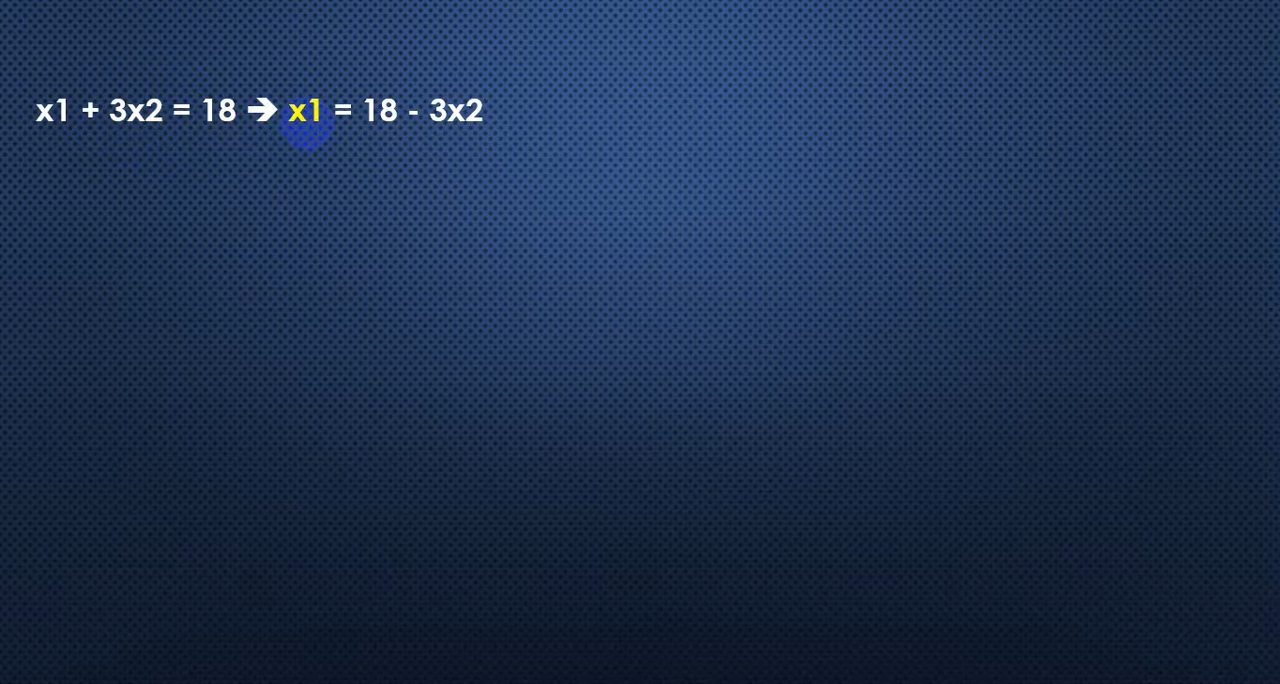 x1 + 3x2 = 18 ➔ x1 = 18 - 3x2